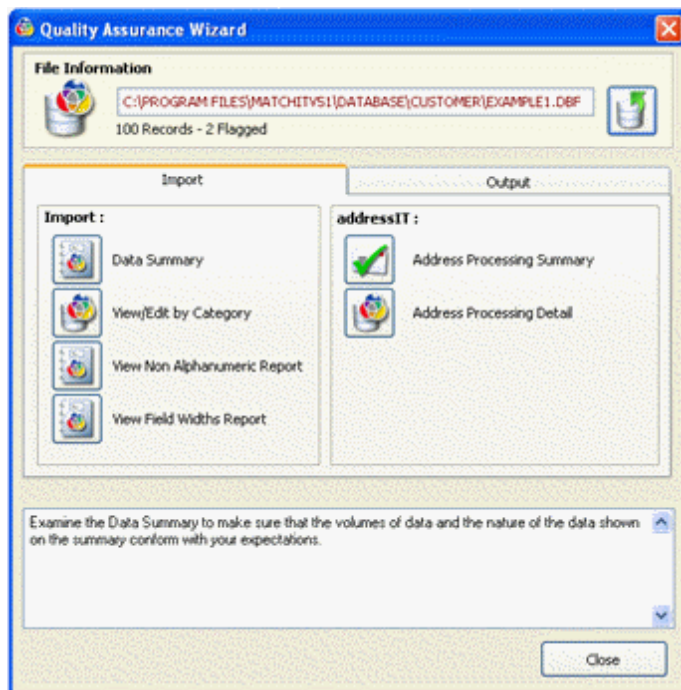 Quality Assurance Wizard
File Information
C:\PROGRAM FILES\MATCHITV51\DATABASE\CUSTOMER\EXAMPLE1.DBF
100 Records - 2 Flagged
Import
Output
Import :
Data Summary
View/Edit by Category
View Non Alphanumeric Report
View Field Widths Report
addressIT :
Address Processing Summary
Address Processing Detail
Examine the Data Summary to make sure that the volumes of data and the nature of the data shown
on the summary conform with your expectations.
Close